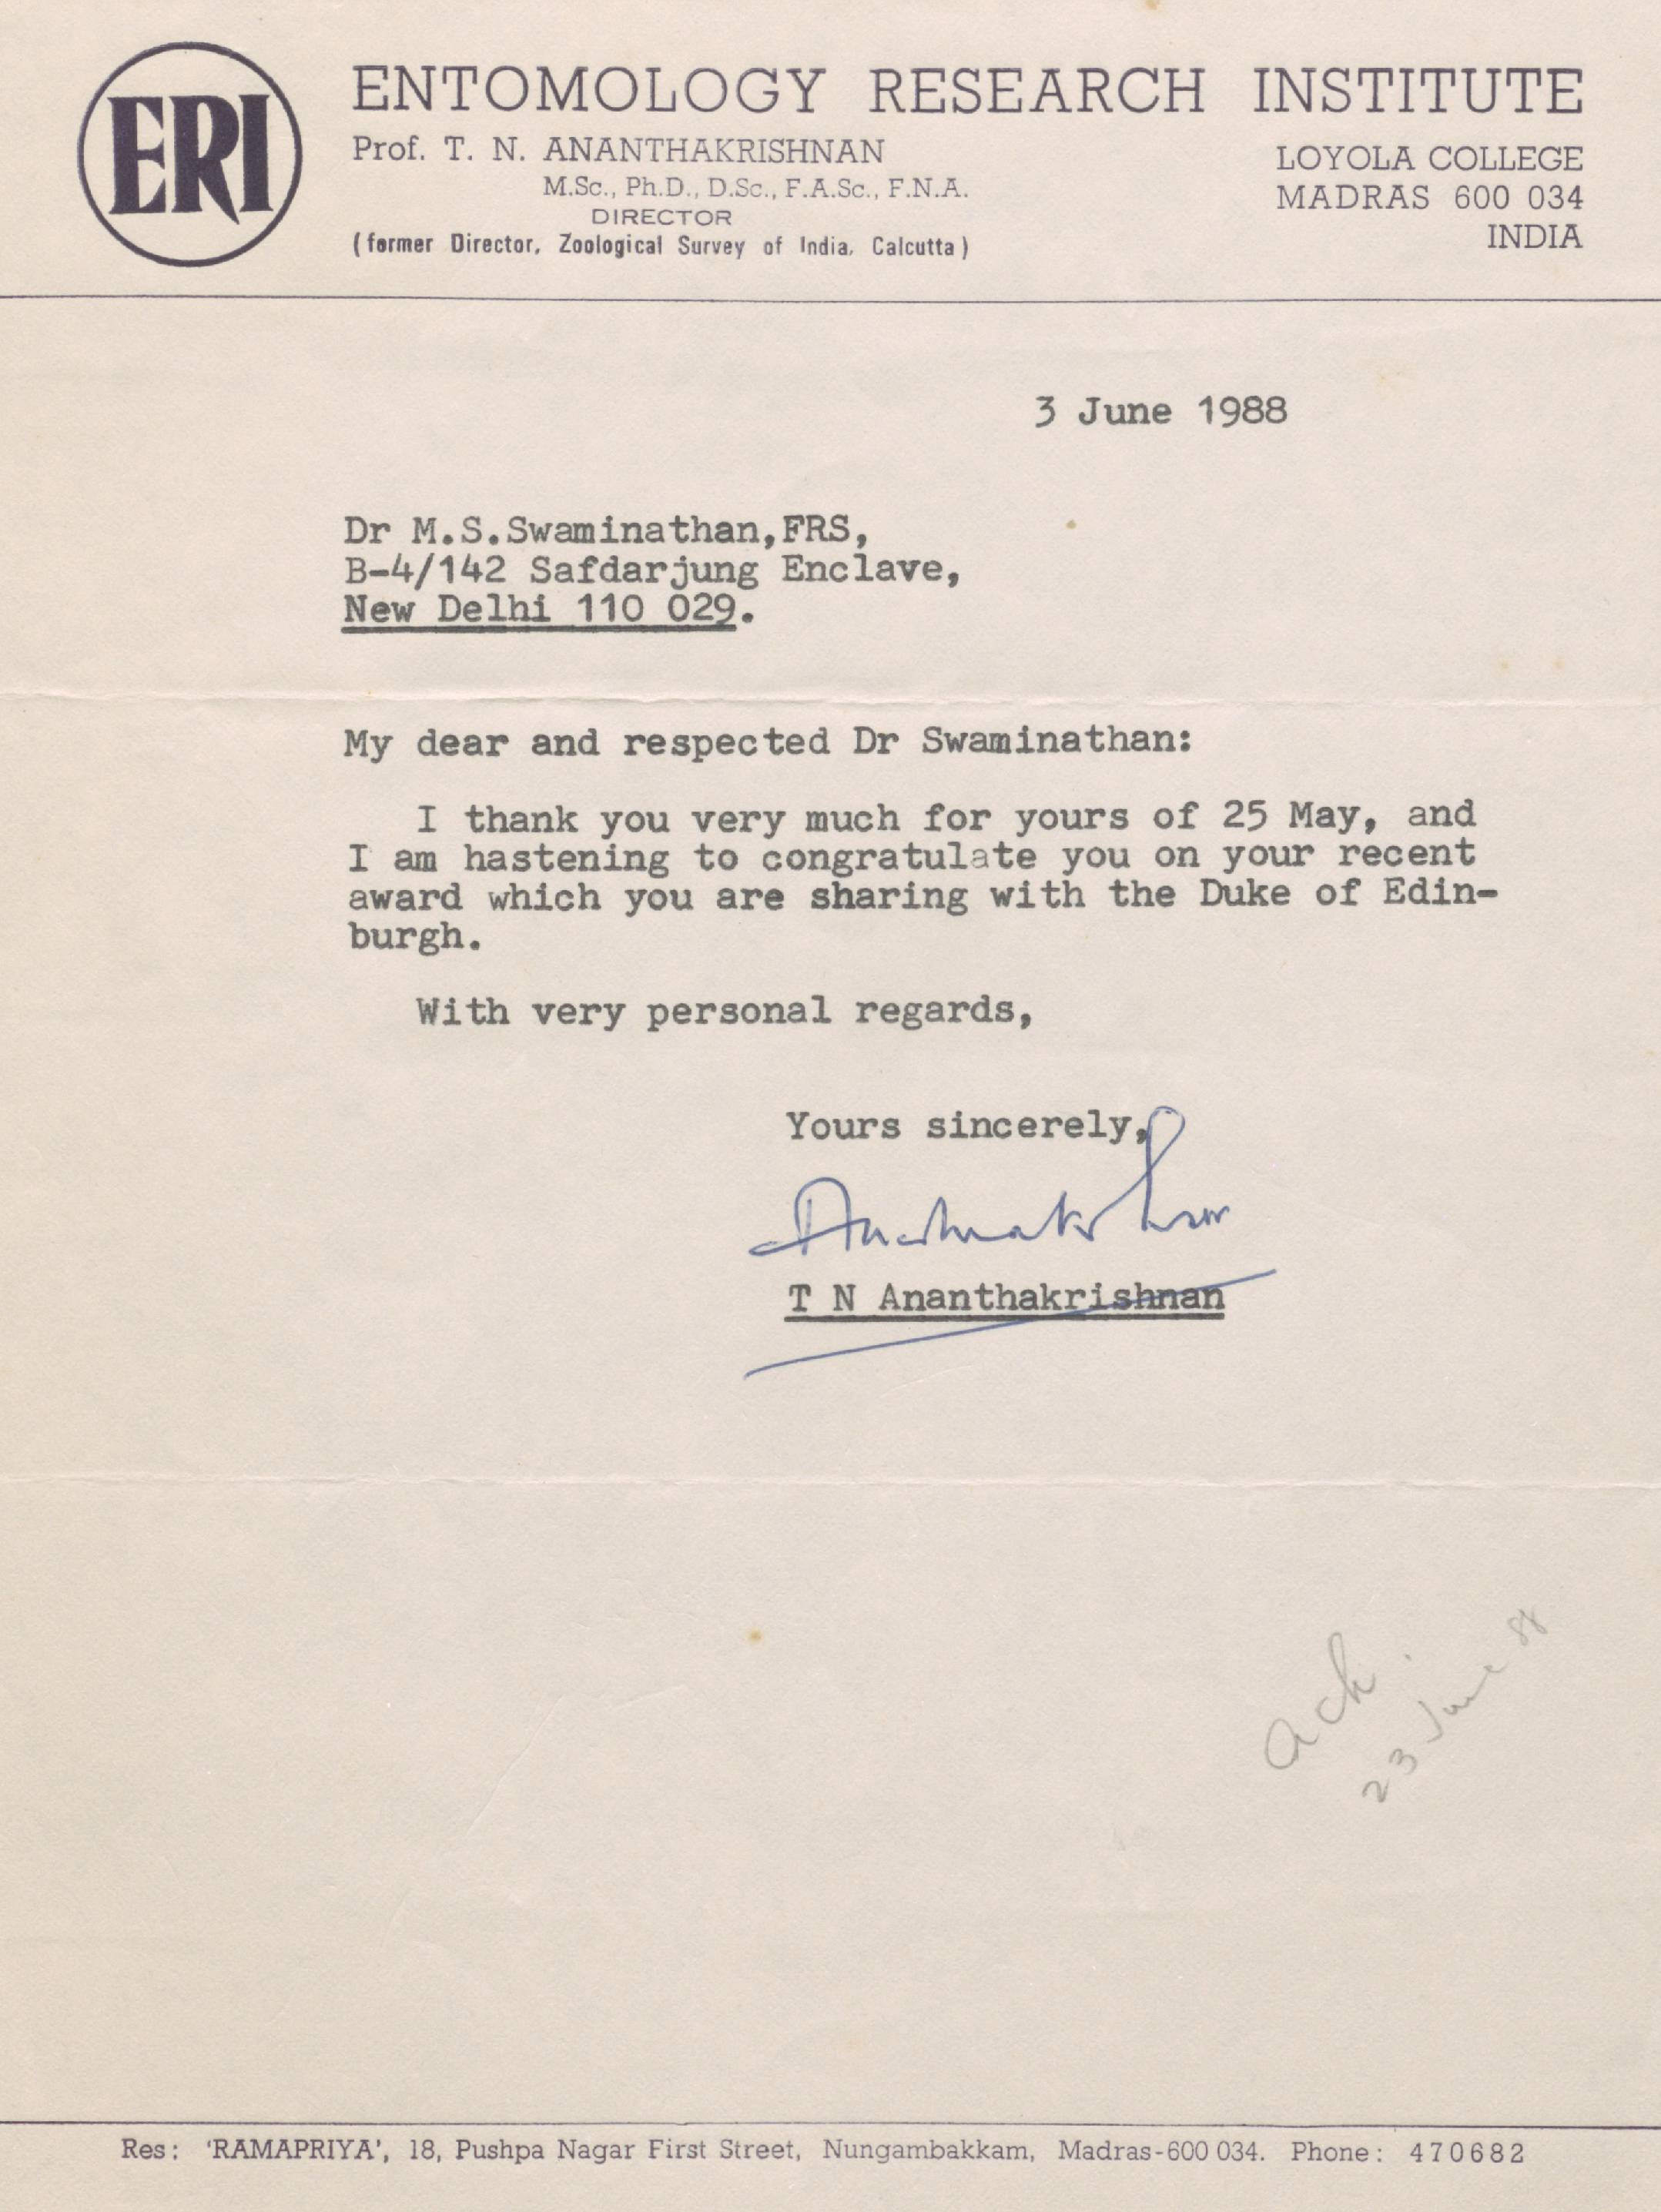 ERI
ENTOMOLOGY RESEARCH INSTITUTE
Prof. T. N. ANANTHAKRISHNAN
M.Sc., Ph.D., D.Sc., F.A.Sc., F.N.A.
DIRECTOR
(former Director, Zoological Survey of India, Calcutta)
LOYOLA COLLEGE
MADRAS 600 034
INDIA
3 June 1988
Dr M.S.Swaminathan,FRS,
B-4/142 Safdarjung Enclave,
New Delhi 110 029.
My dear and respected Dr Swaminathan:
I thank you very much for yours of 25 May, and
I am hastening to congratulate you on your recent
award which you are sharing with the Duke of Edin-
burgh.
With very personal regards,
Yours sincerely,
T N Ananthakrishnan
ack.
23 June 88
Res: 'RAMAPRIYA', 18, Pushpa Nagar First Street, Nungambakkam, Madras-600 034. Phone: 470682